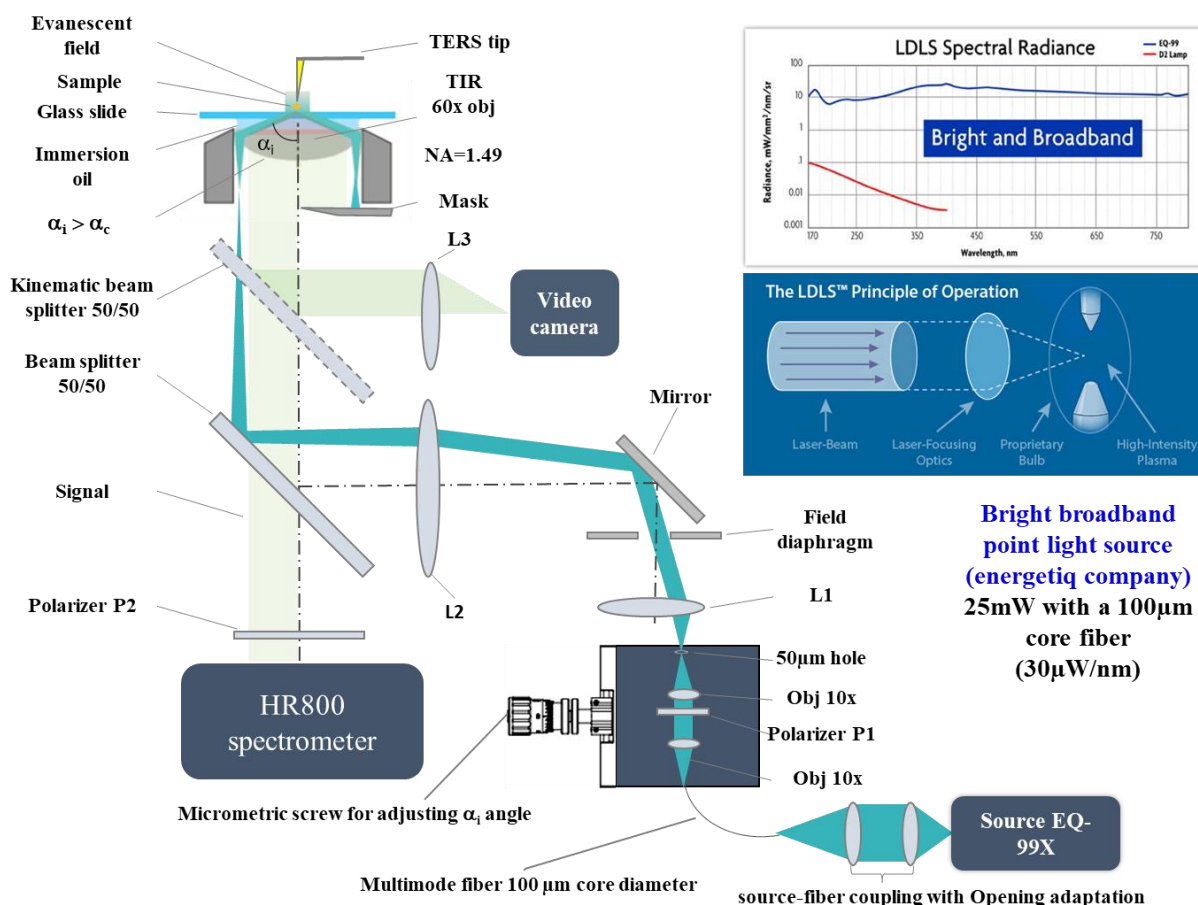 Evanescent
field
Sample
Glass slide
Immersion
oil
αi > αc
αi
TERS tip
TIR
60x obj
NA=1.49
Mask
Kinematic beam
splitter 50/50
Beam splitter
50/50
Signal
Polarizer P2
HR800
spectrometer
L3
Video
camera
L2
Mirror
Field
diaphragm
L1
50µm hole
Obj 10x
Polarizer P1
Obj 10x
Micrometric screw for adjusting αi angle
Multimode fiber 100 µm core diameter
Source EQ-
99X
source-fiber coupling with Opening adaptation
LDLS Spectral Radiance
EQ-99
D2 Lamp
Radiance, mW/mm²/nm/sr
100
10
1
.1
0.01
0.001
Bright and Broadband
170
250
350
450
550
650
750
Wavelength, nm
The LDLS™ Principle of Operation
Laser-Beam
Laser-Focusing
Optics
Proprietary
Bulb
High-Intensity
Plasma
Bright broadband
point light source
(energetiq company)
25mW with a 100µm
core fiber
(30µW/nm)